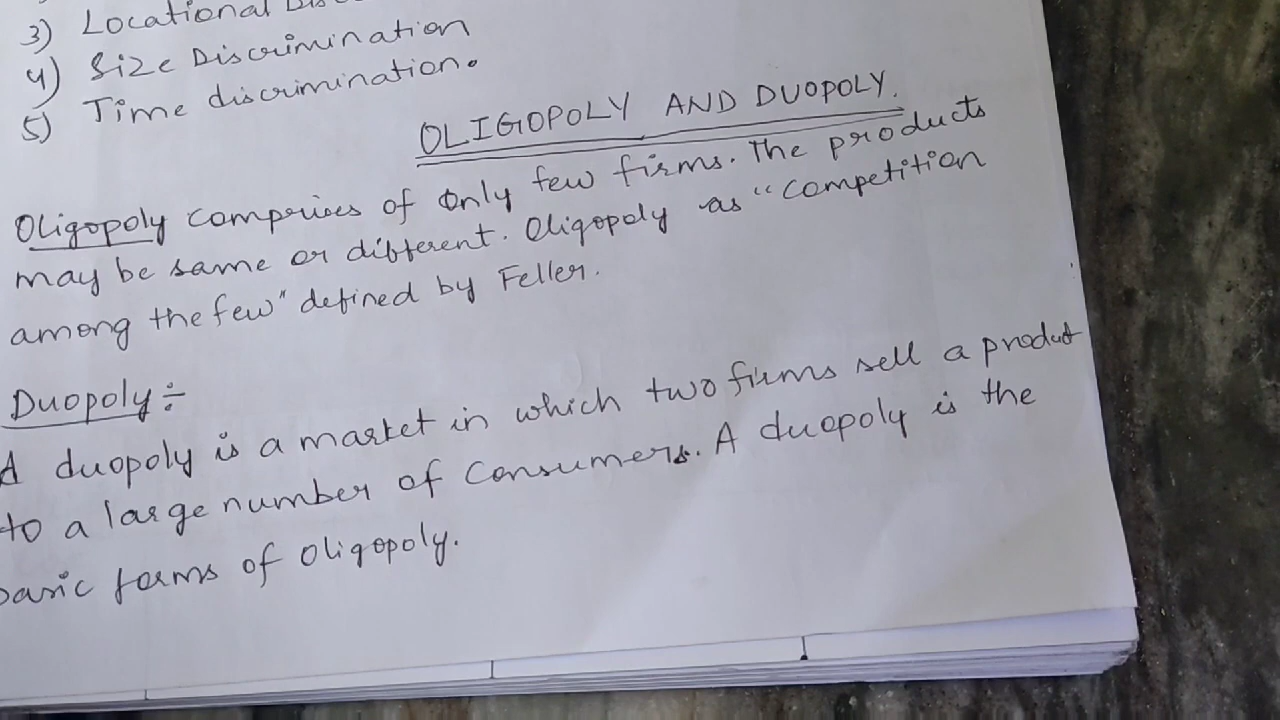 3) Locational
4) Size Discrimination
5) Time discrimination.
OLIGOPOLY AND DUOPOLY.
Oligopoly comprises of only few firms. The products
may be same or different. Oligopoly as "competition
among the few" defined by Feller.
Duopoly÷
A duopoly is a market in which two firms sell a product
to a large number of consumers. A duopoly is the
basic forms of oligopoly.